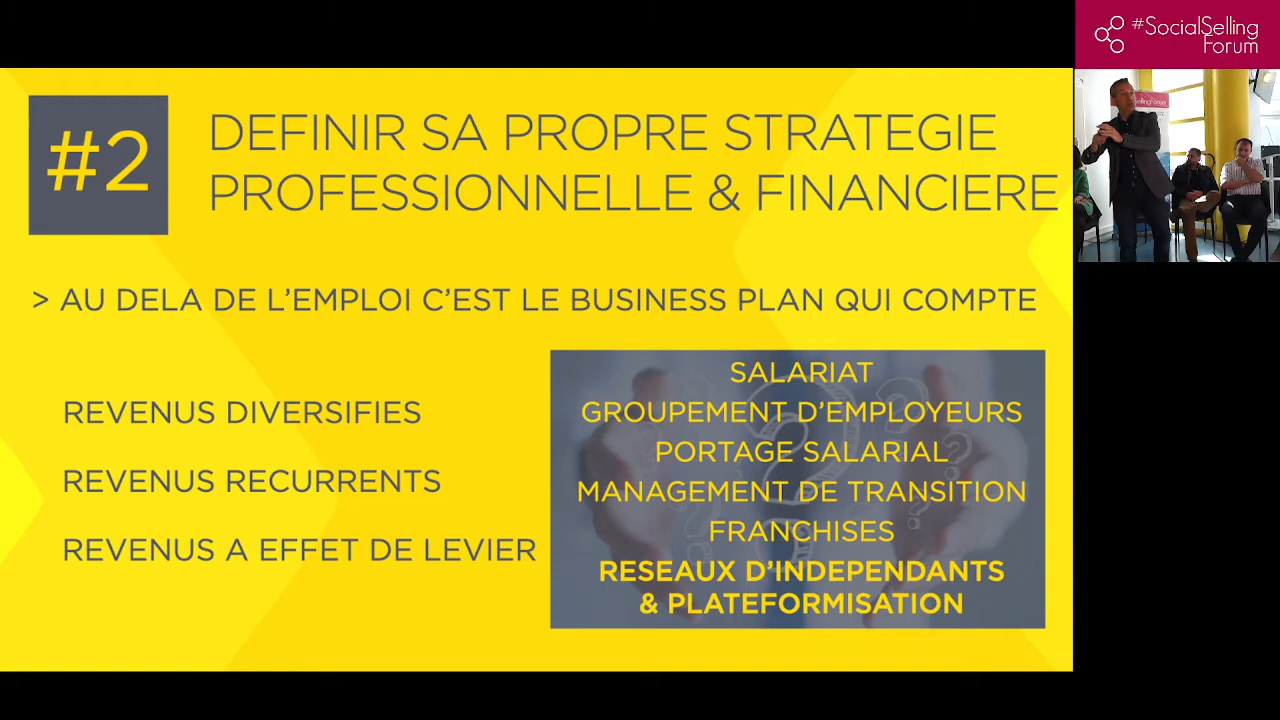 #SocialSelling
Forum
#2
DEFINIR SA PROPRE STRATEGIE
PROFESSIONNELLE & FINANCIERE
> AU DELA DE L’EMPLOI C’EST LE BUSINESS PLAN QUI COMPTE
REVENUS DIVERSIFIES
REVENUS RECURRENTS
REVENUS A EFFET DE LEVIER
SALARIAT
GROUPEMENT D’EMPLOYEURS
PORTAGE SALARIAL
MANAGEMENT DE TRANSITION
FRANCHISES
RESEAUX D’INDEPENDANTS
& PLATEFORMISATION